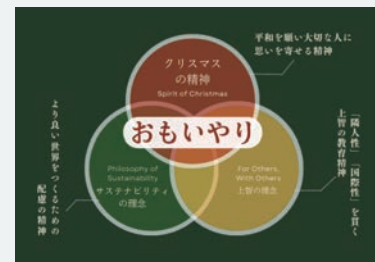 平和を願い大切な人に
思いを寄せる精神
クリスマス
の精神
Spirit of Christmas
おもいやり
より良い世界をつくるための
配慮の精神
Philosophy of
Sustainability
サステナビリティ
の理念
For Others,
With Others
上智の理念
「隣人性」「国際性」を貫く
上智の教育精神